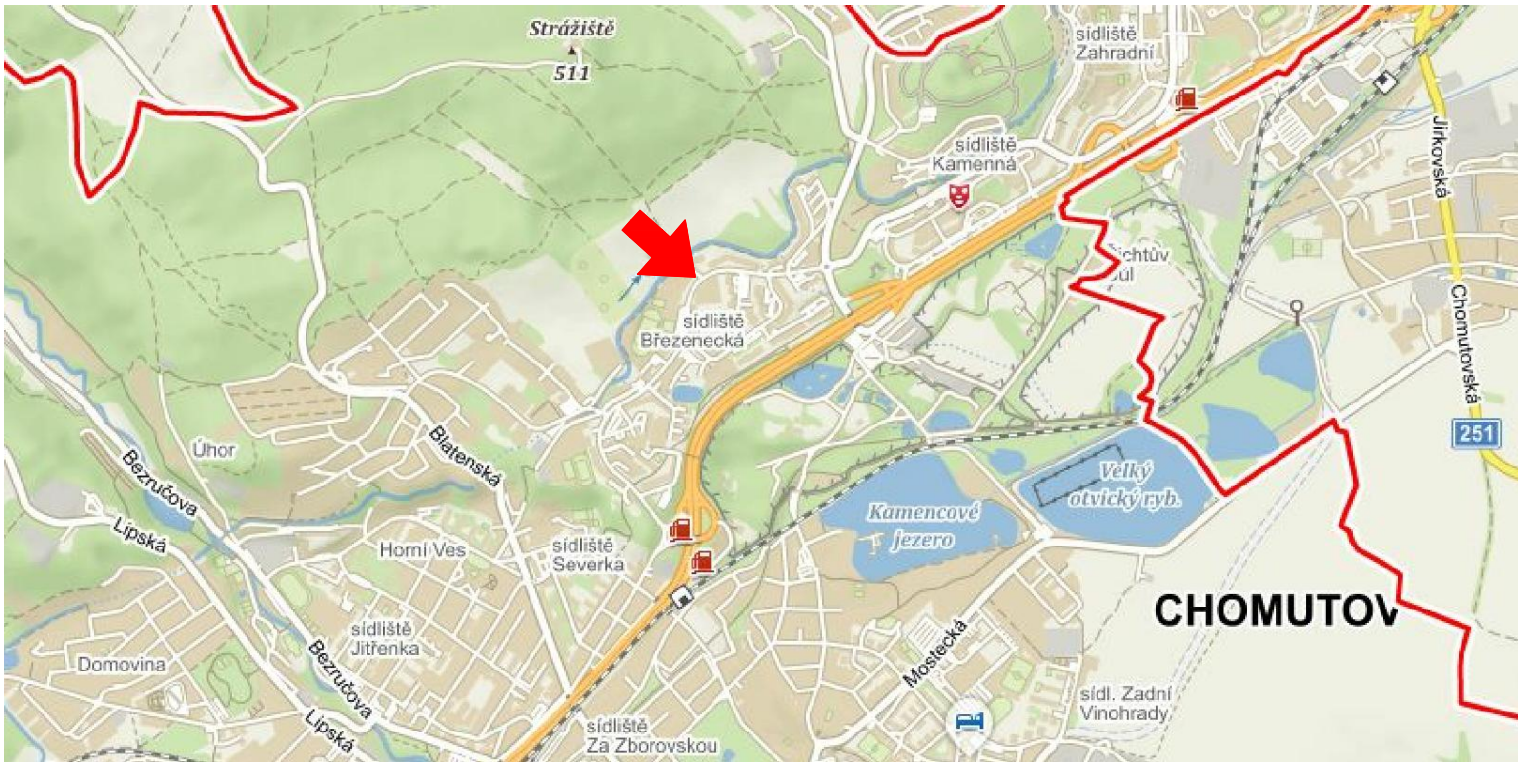 Strážiště
511
sídliště
Zahradní
sídliště
Kamenná
Jirkovská
sídliště
Březenecká
Chomutovská
251
Úhor
Bezručova
Blatenská
Lipská
Velký
otvický ryb.
Kamencové
jezero
Horní Ves
sídliště
Severka
CHOMUTOV
sídliště
Jitřenka
Domovina
Bezručova
Mostecká
Lipská
sídl. Zadní
Vinohrady
sídliště
Za Zborovskou